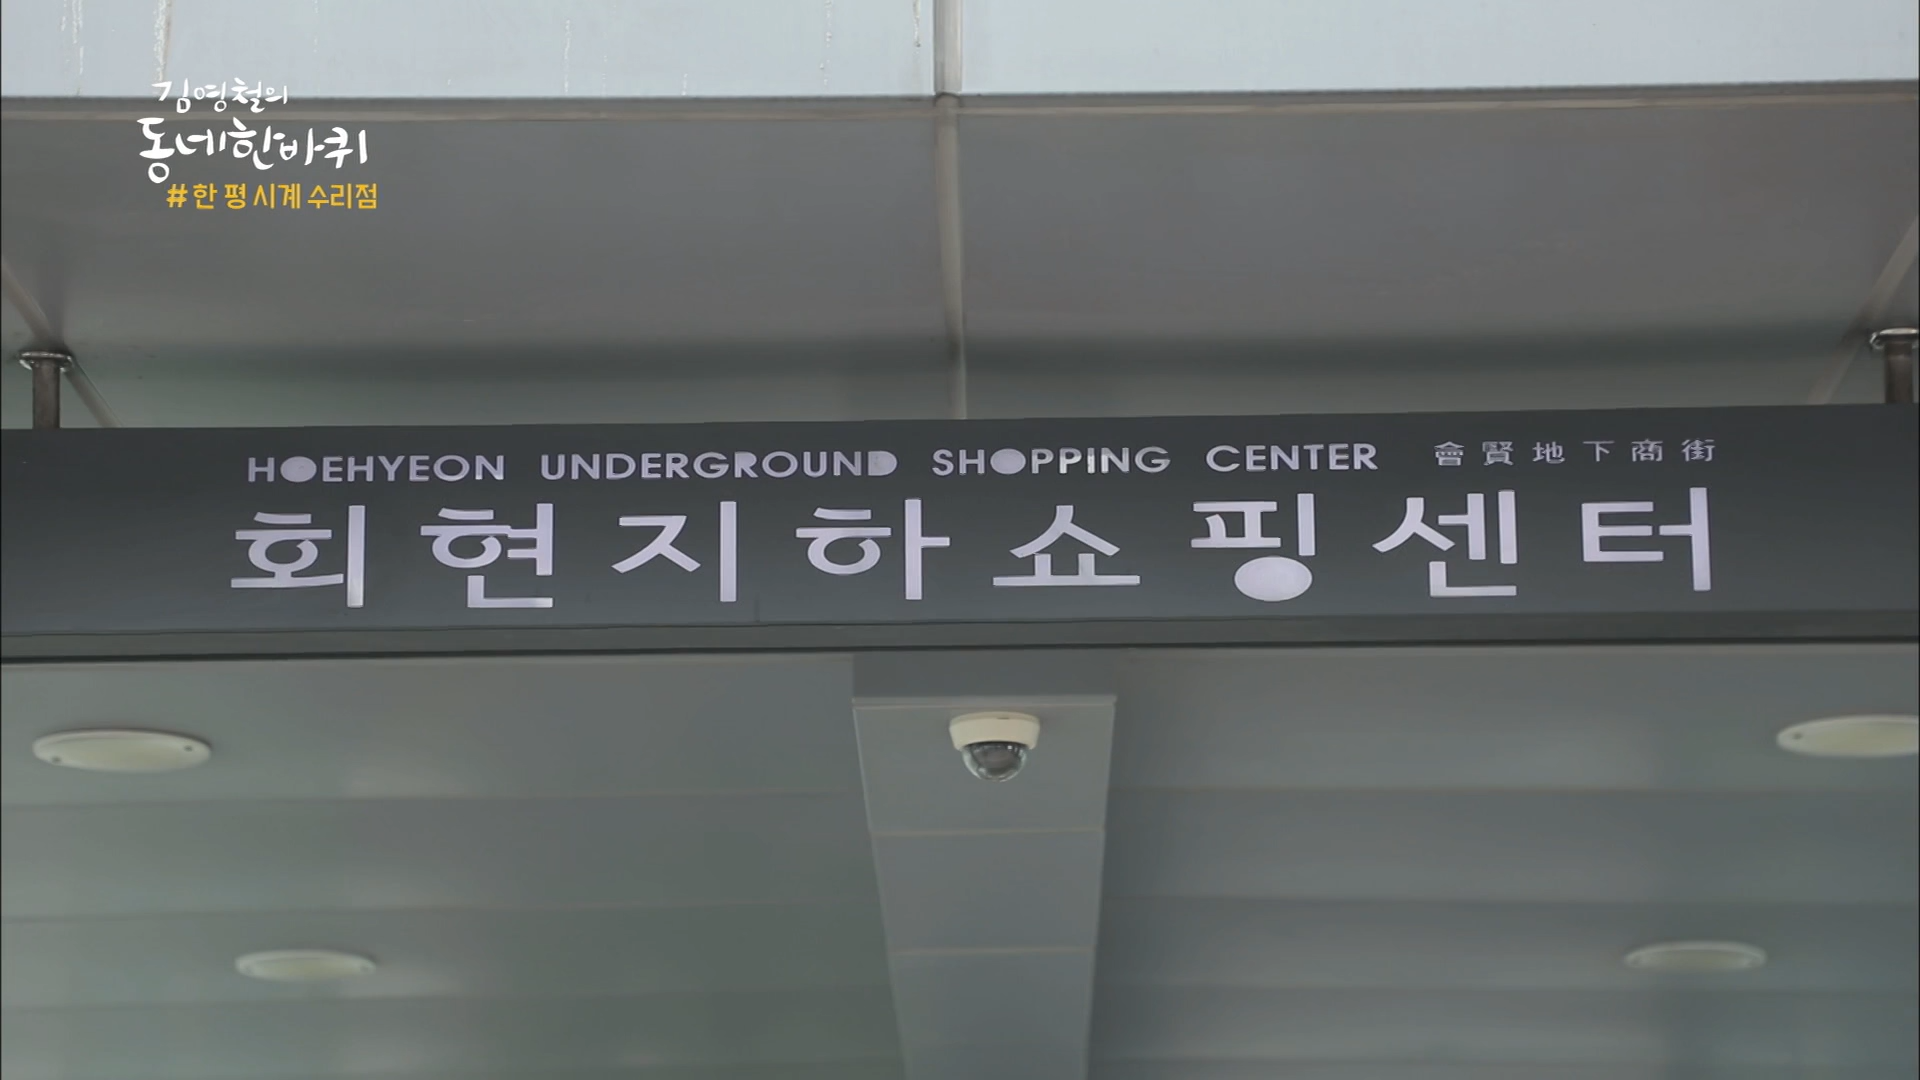 김영철의
동네한바퀴
#한 평 시계 수리점
HOEHYEON UNDERGROUND SHOPPING CENTER 會賢地下商街
회현지하쇼핑센터